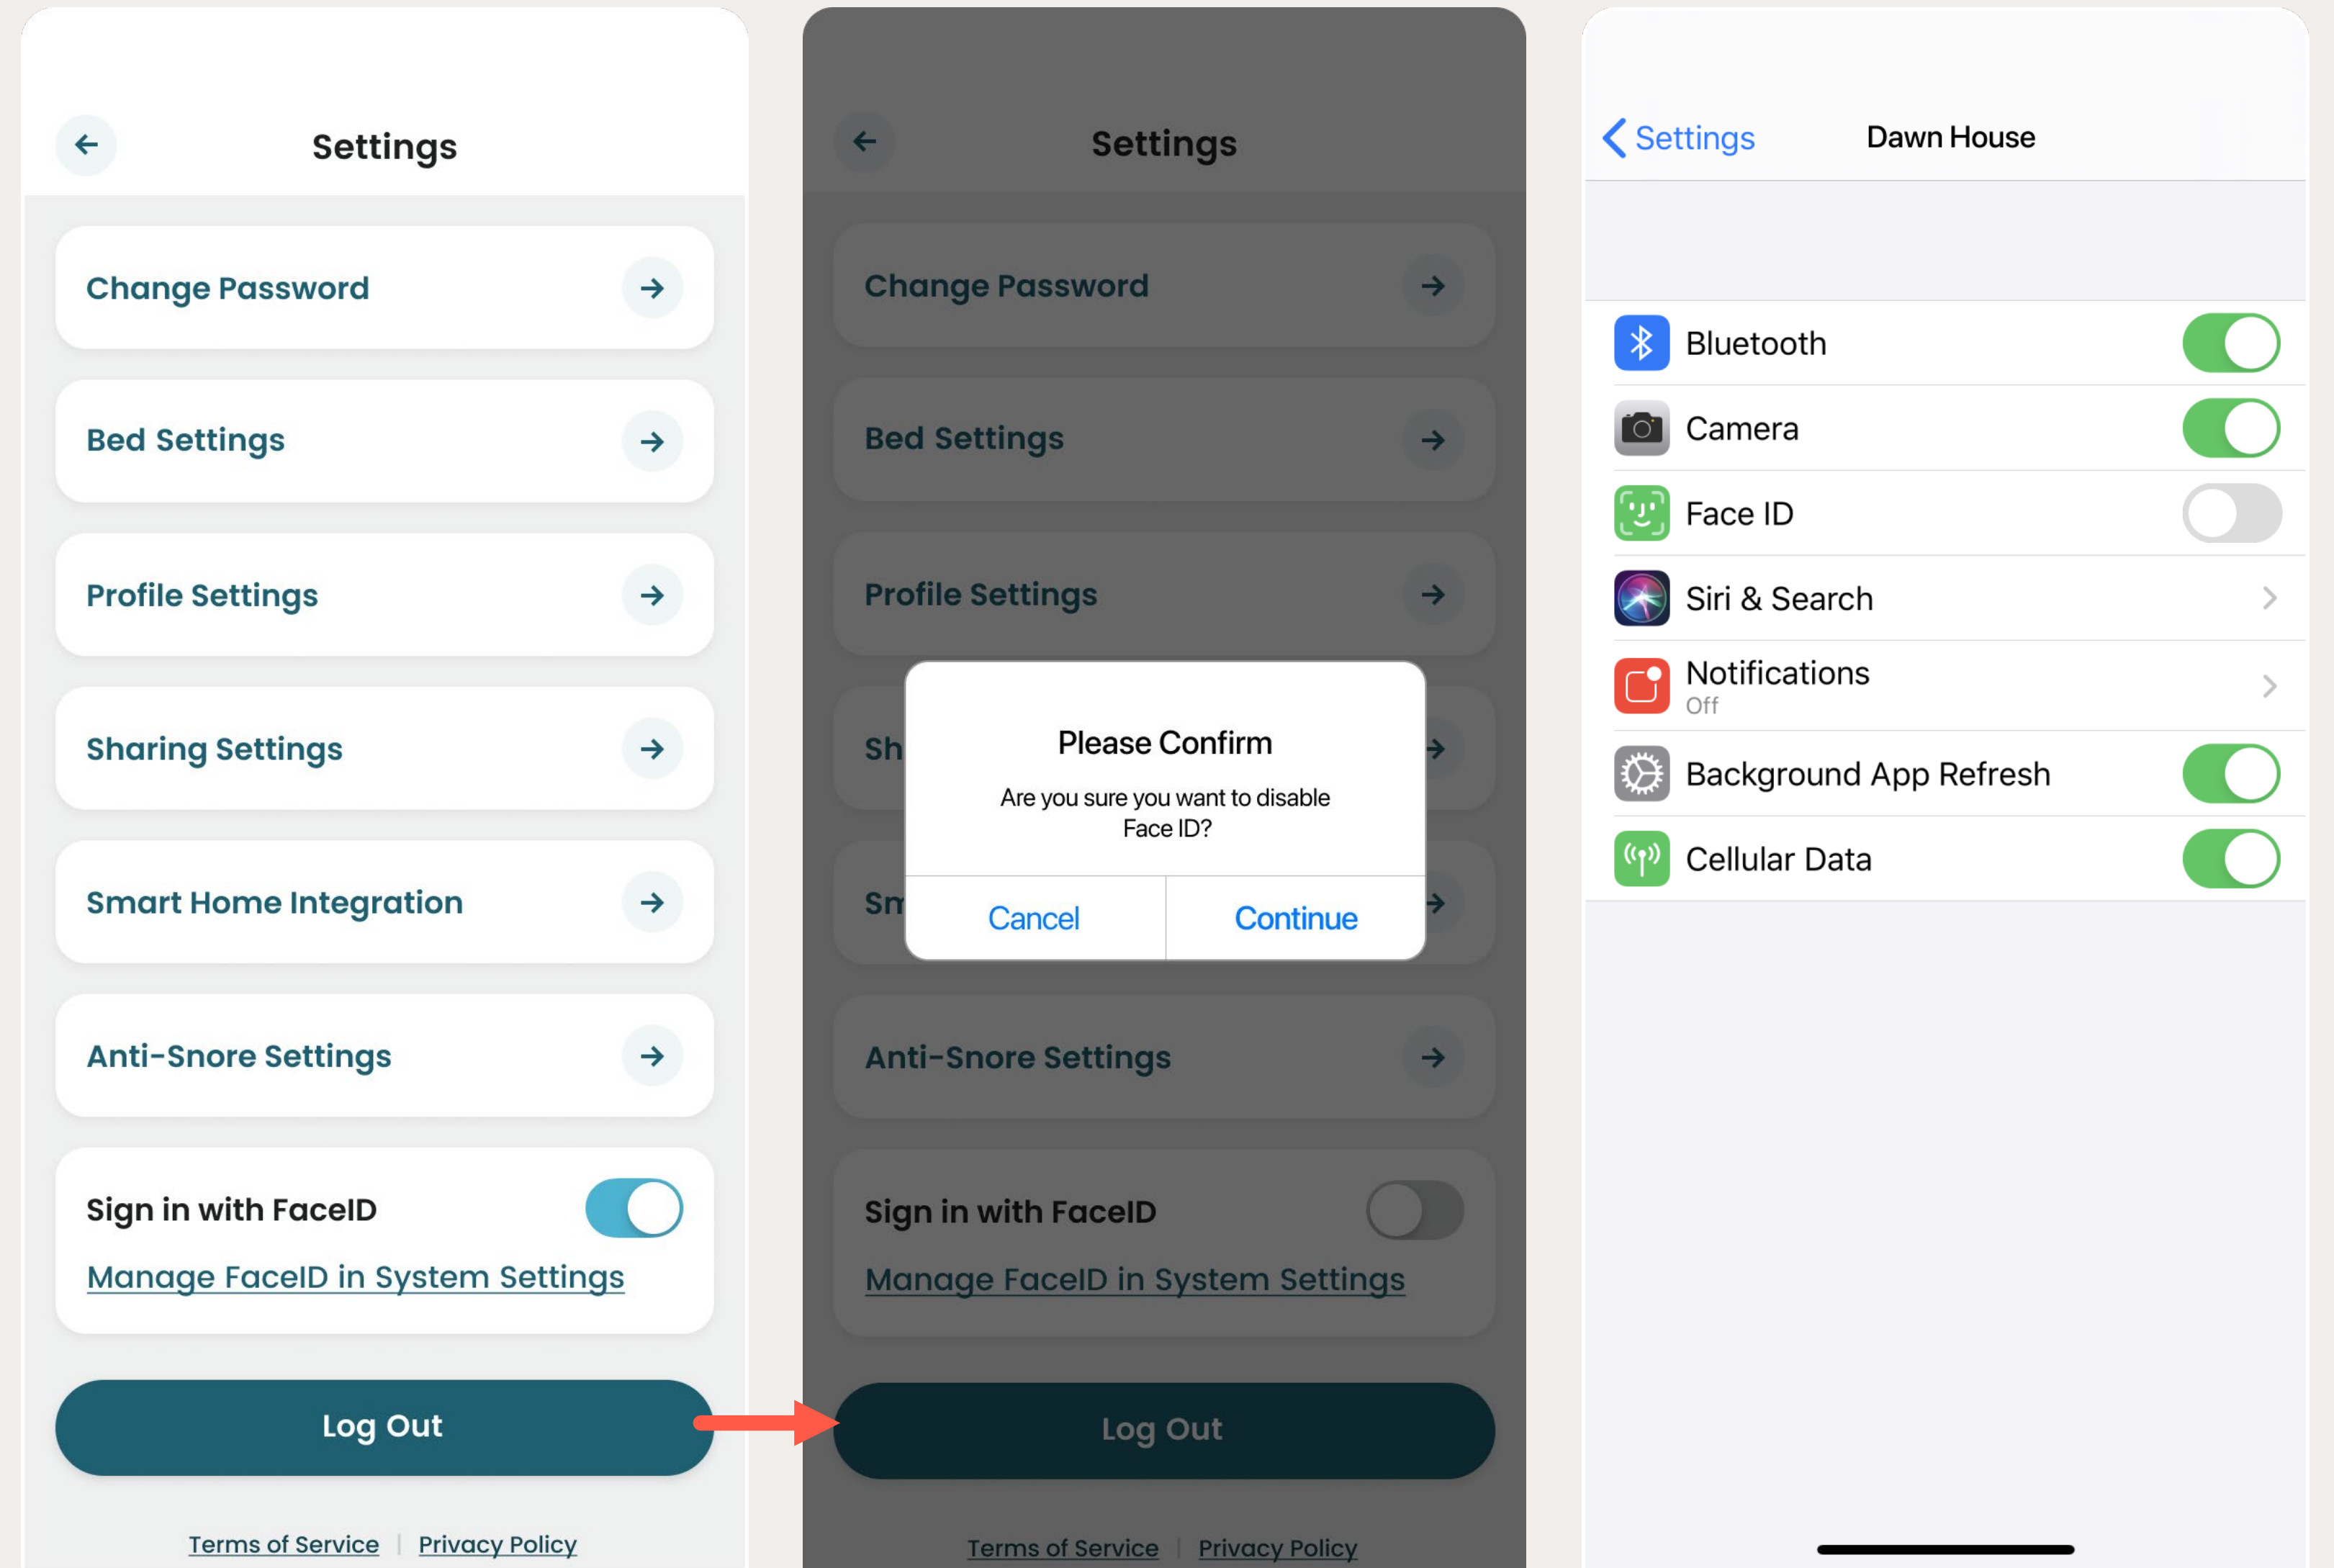 Settings
Change Password
Bed Settings
Profile Settings
Sharing Settings
Smart Home Integration
Anti-Snore Settings
Sign in with FaceID
Manage FaceID in System Settings
Log Out
Terms of Service | Privacy Policy
Settings
Change Password
Bed Settings
Profile Settings
Sh
Please Confirm
Are you sure you want to disable
Face ID?
Sm
Cancel Continue
Anti-Snore Settings
Sign in with FaceID
Manage FaceID in System Settings
Log Out
Terms of Service | Privacy Policy
Settings Dawn House
Bluetooth
Camera
Face ID
Siri & Search
Notifications
Off
Background App Refresh
Cellular Data